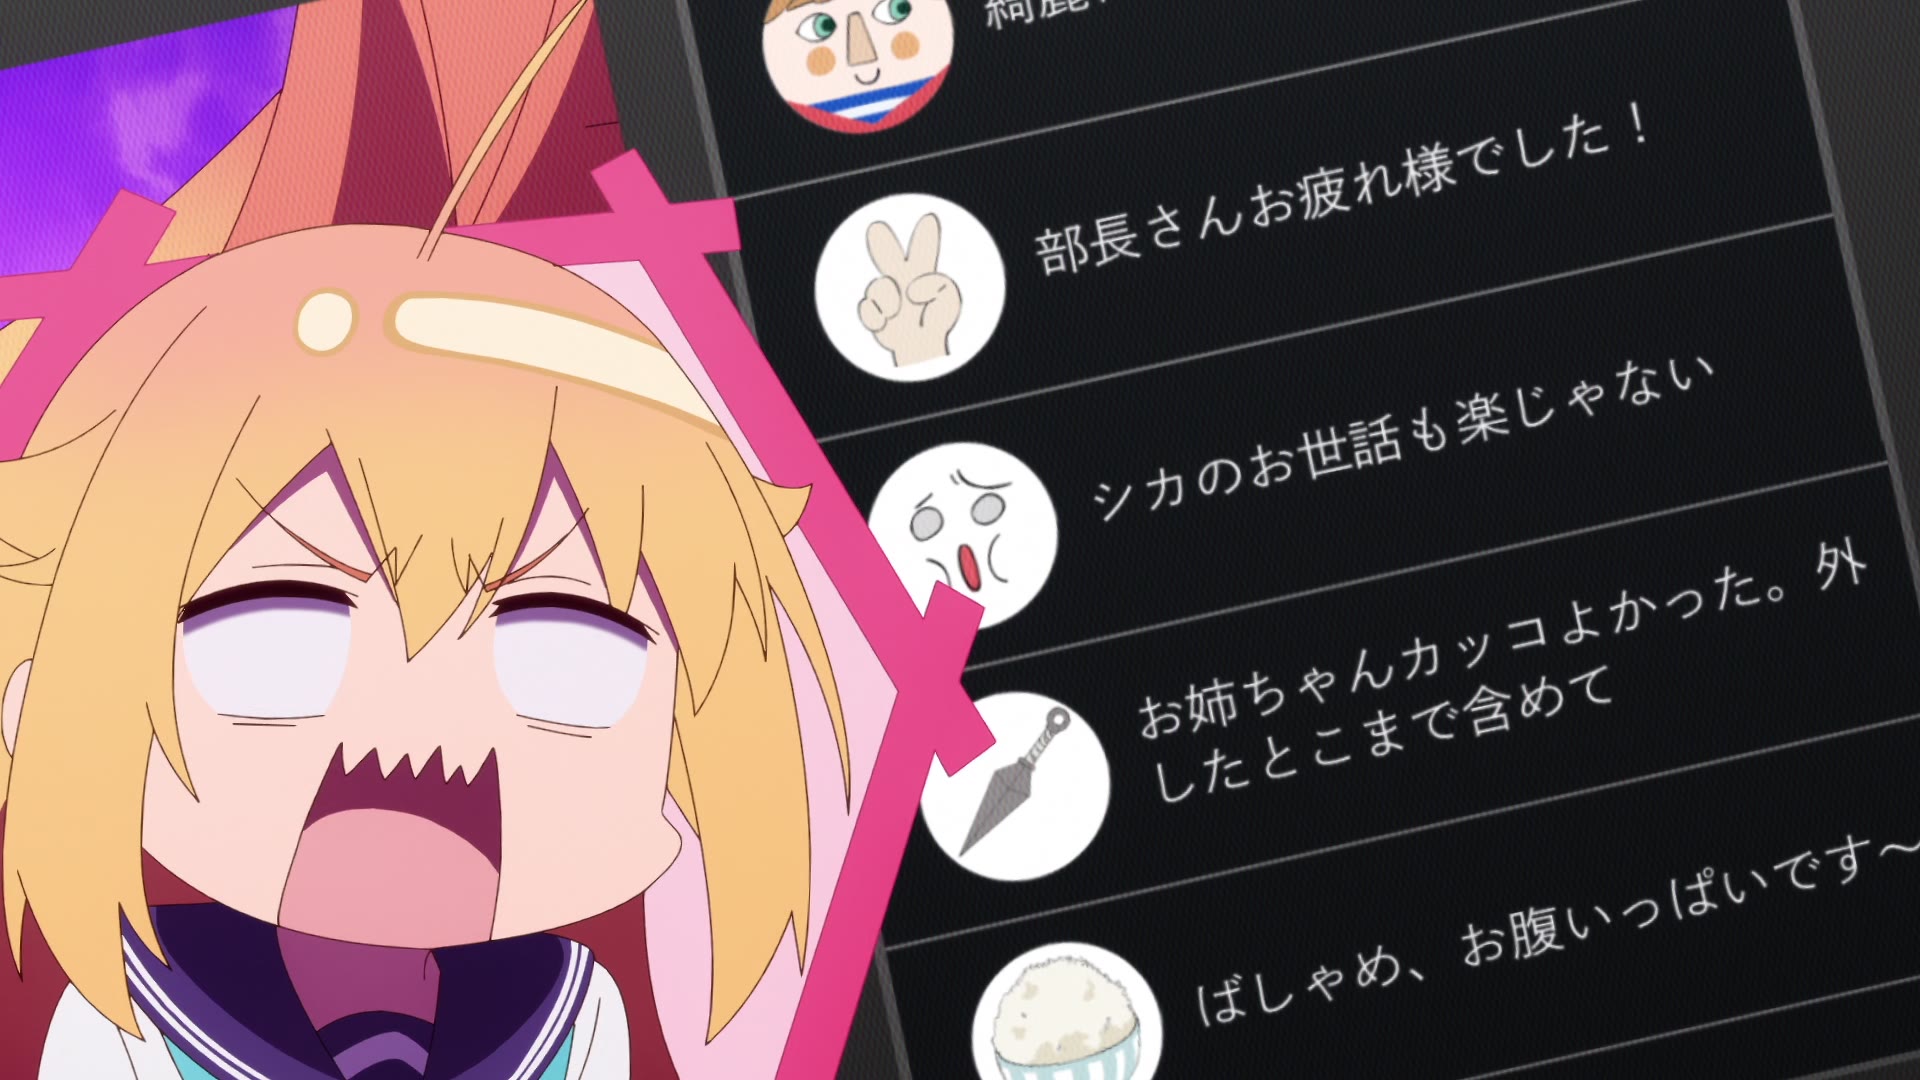 綺麗
部長さんお疲れ様でした！
シカのお世話も楽じゃない
お姉ちゃんカッコよかった。外
したとこまで含めて
ばしゃめ、お腹いっぱいです～